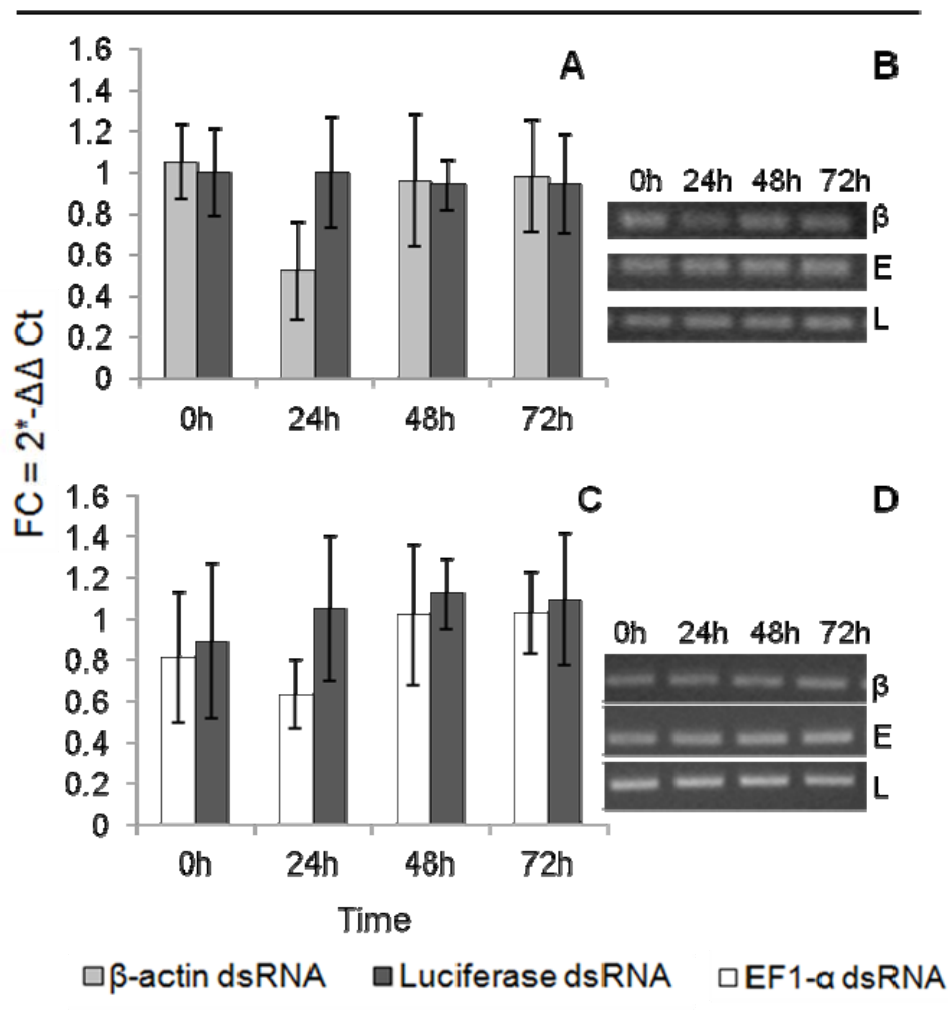 A
1.6
1.4
1.2
1
0.8
0.6
0.4
0.2
0
0h 24h 48h 72h
B
0h 24h 48h 72h
β
E
L
FC = 2*-ΔΔ Ct
C
1.6
1.4
1.2
1
0.8
0.6
0.4
0.2
0
0h 24h 48h 72h
D
0h 24h 48h 72h
β
E
L
Time
β-actin dsRNA Luciferase dsRNA EF1-α dsRNA